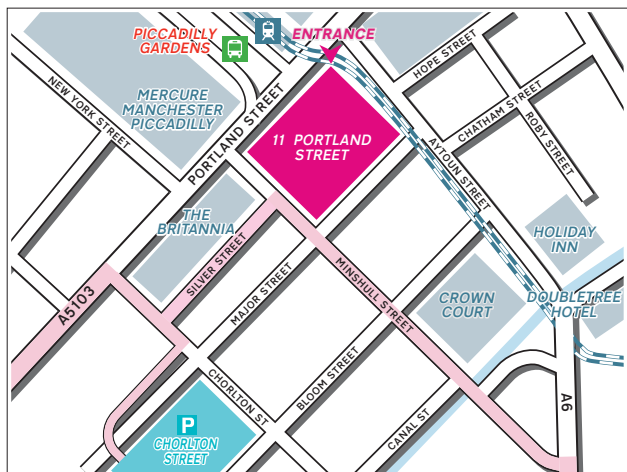 PICCADILLY
GARDENS
ENTRANCE
HOPE STREET
NEW YORK STREET
MERCURE
MANCHESTER
PICCADILLY
PORTLAND STREET
CHATHAM STREET
ROBY STREET
11 PORTLAND
STREET
AYTOUN STREET
THE
BRITANNIA
HOLIDAY
INN
SILVER STREET
MAJOR STREET
MINSHULL STREET
CROWN
COURT
DOUBLETREE
HOTEL
A5103
CHORLTON ST
BLOOM STREET
CANAL ST
A6
P
CHORLTON
STREET